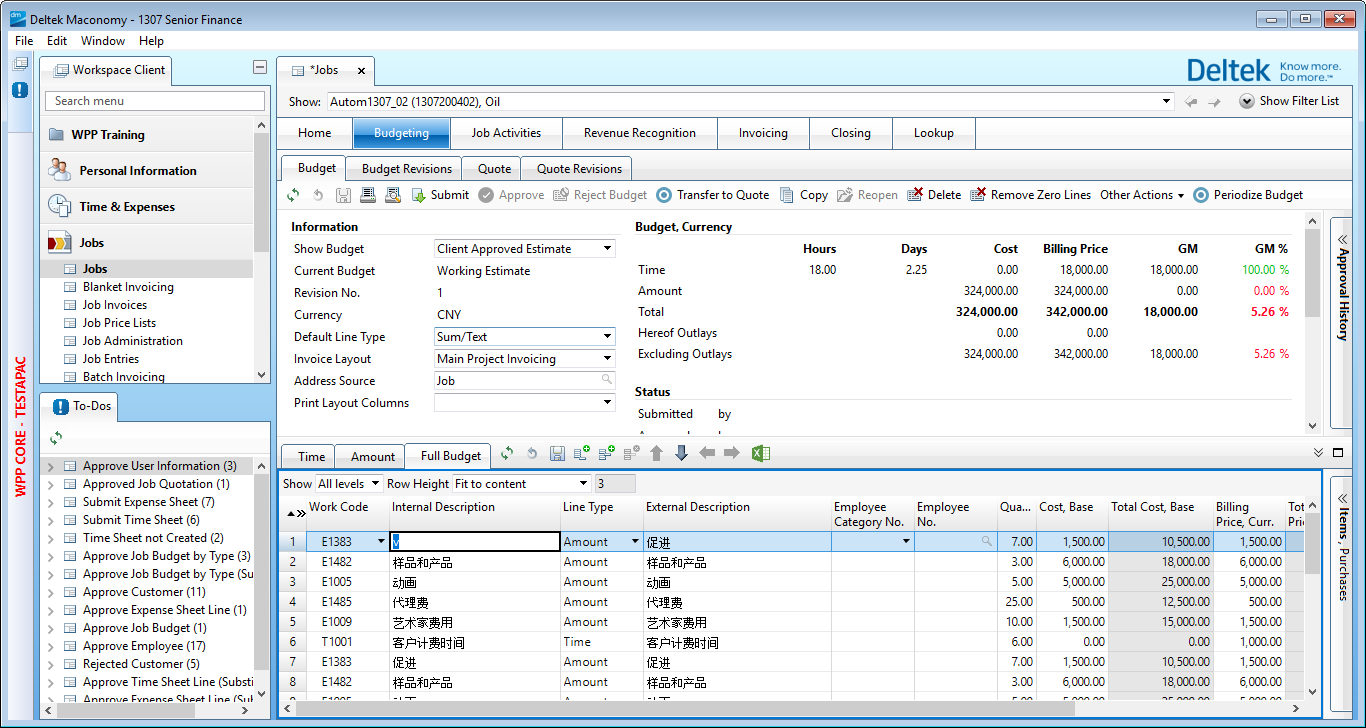 Deltek Maconomy - 1307 Senior Finance
File Edit Window Help
Workspace Client
*Jobs
Deltek Know more. Do more.™
Search menu
Show: Autom1307_02 (1307200402), Oil
Show Filter List
WPP Training
Personal Information
Time & Expenses
Jobs
Jobs
Blanket Invoicing
Job Invoices
Job Price Lists
Job Administration
Job Entries
Batch Invoicing
Home Budgeting Job Activities Revenue Recognition Invoicing Closing Lookup
Budget Budget Revisions Quote Quote Revisions
Submit Approve Reject Budget Transfer to Quote Copy Reopen Delete Remove Zero Lines Other Actions Periodize Budget
Information
Show Budget Client Approved Estimate
Current Budget Working Estimate
Revision No. 1
Currency CNY
Default Line Type Sum/Text
Invoice Layout Main Project Invoicing
Address Source Job
Print Layout Columns
Budget, Currency
Hours Days Cost Billing Price GM GM %
Time 18.00 2.25 0.00 18,000.00 18,000.00 100.00 %
Amount 324,000.00 324,000.00 0.00 0.00 %
Total 324,000.00 342,000.00 18,000.00 5.26 %
Hereof Outlays 0.00 0.00
Excluding Outlays 324,000.00 342,000.00 18,000.00 5.26 %
Status
Submitted by
Approval History
WPP CORE - TESTAPAC
To-Dos
Approve User Information (3)
Approved Job Quotation (1)
Submit Expense Sheet (7)
Submit Time Sheet (6)
Time Sheet not Created (2)
Approve Job Budget by Type (3)
Approve Job Budget by Type (Su
Approve Customer (11)
Approve Expense Sheet Line (1)
Approve Job Budget (1)
Approve Employee (17)
Rejected Customer (5)
Approve Time Sheet Line (Substi
Approve Expense Sheet Line (Sul
Time Amount Full Budget
Show All levels Row Height Fit to content 3
Work Code Internal Description Line Type External Description Employee Category No. Employee No. Qua... Cost, Base Total Cost, Base Billing Price, Curr. Tot Pri
1 E1383 v Amount 促进 7.00 1,500.00 10,500.00 1,500.00
2 E1482 样品和产品 Amount 样品和产品 3.00 6,000.00 18,000.00 6,000.00
3 E1005 动画 Amount 动画 5.00 5,000.00 25,000.00 5,000.00
4 E1485 代理费 Amount 代理费 25.00 500.00 12,500.00 500.00
5 E1009 艺术家费用 Amount 艺术家费用 10.00 1,500.00 15,000.00 1,500.00
6 T1001 客户计费时间 Time 客户计费时间 6.00 0.00 0.00 1,000.00
7 E1383 促进 Amount 促进 7.00 1,500.00 10,500.00 1,500.00
8 E1482 样品和产品 Amount 样品和产品 3.00 6,000.00 18,000.00 6,000.00
Items, Purchases